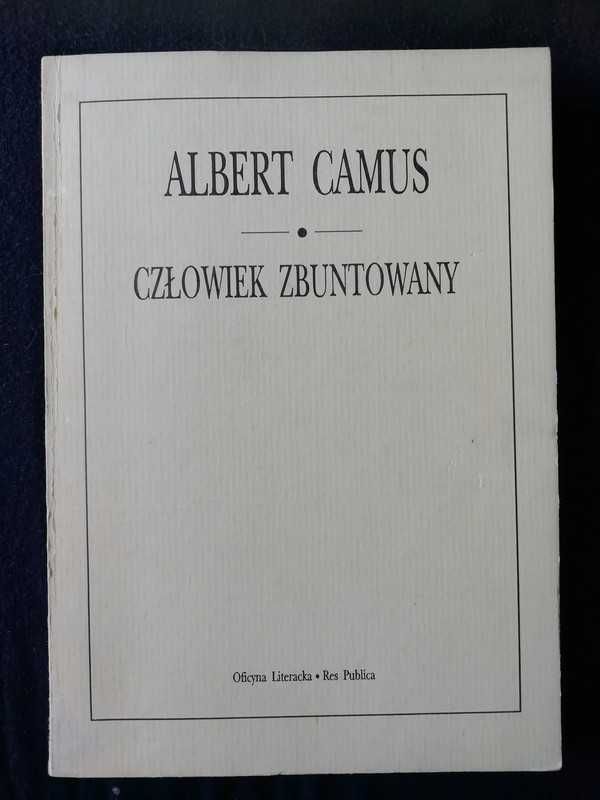 ALBERT CAMUS
CZŁOWIEK ZBUNTOWANY
Oficyna Literacka • Res Publica